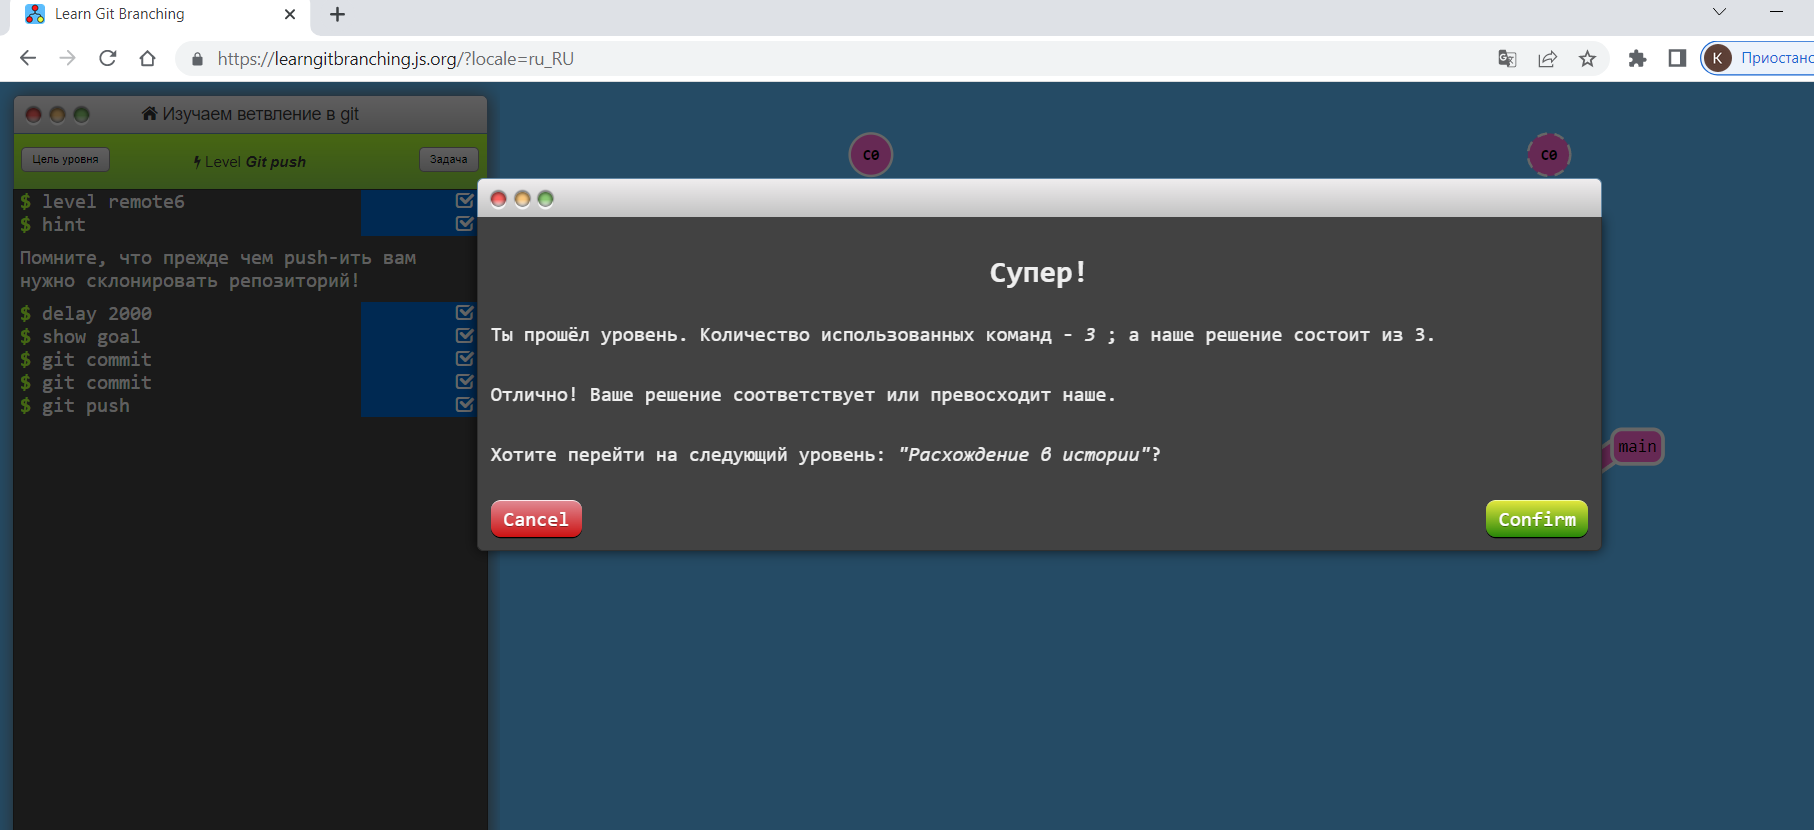 Learn Git Branching
https://learngitbranching.js.org/?locale=ru_RU
K Приостано
Изучаем ветвление в git
Цель уровня
Level Git push
Задача
$ level remote6
$ hint
Помните, что прежде чем push-ить вам
нужно склонировать репозиторий!
$ delay 2000
$ show goal
$ git commit
$ git commit
$ git push
C0
C0
main
Супер!
Ты прошёл уровень. Количество использованных команд - 3 ; а наше решение состоит из 3.
Отлично! Ваше решение соответствует или превосходит наше.
Хотите перейти на следующий уровень: "Расхождение в истории"?
Cancel
Confirm